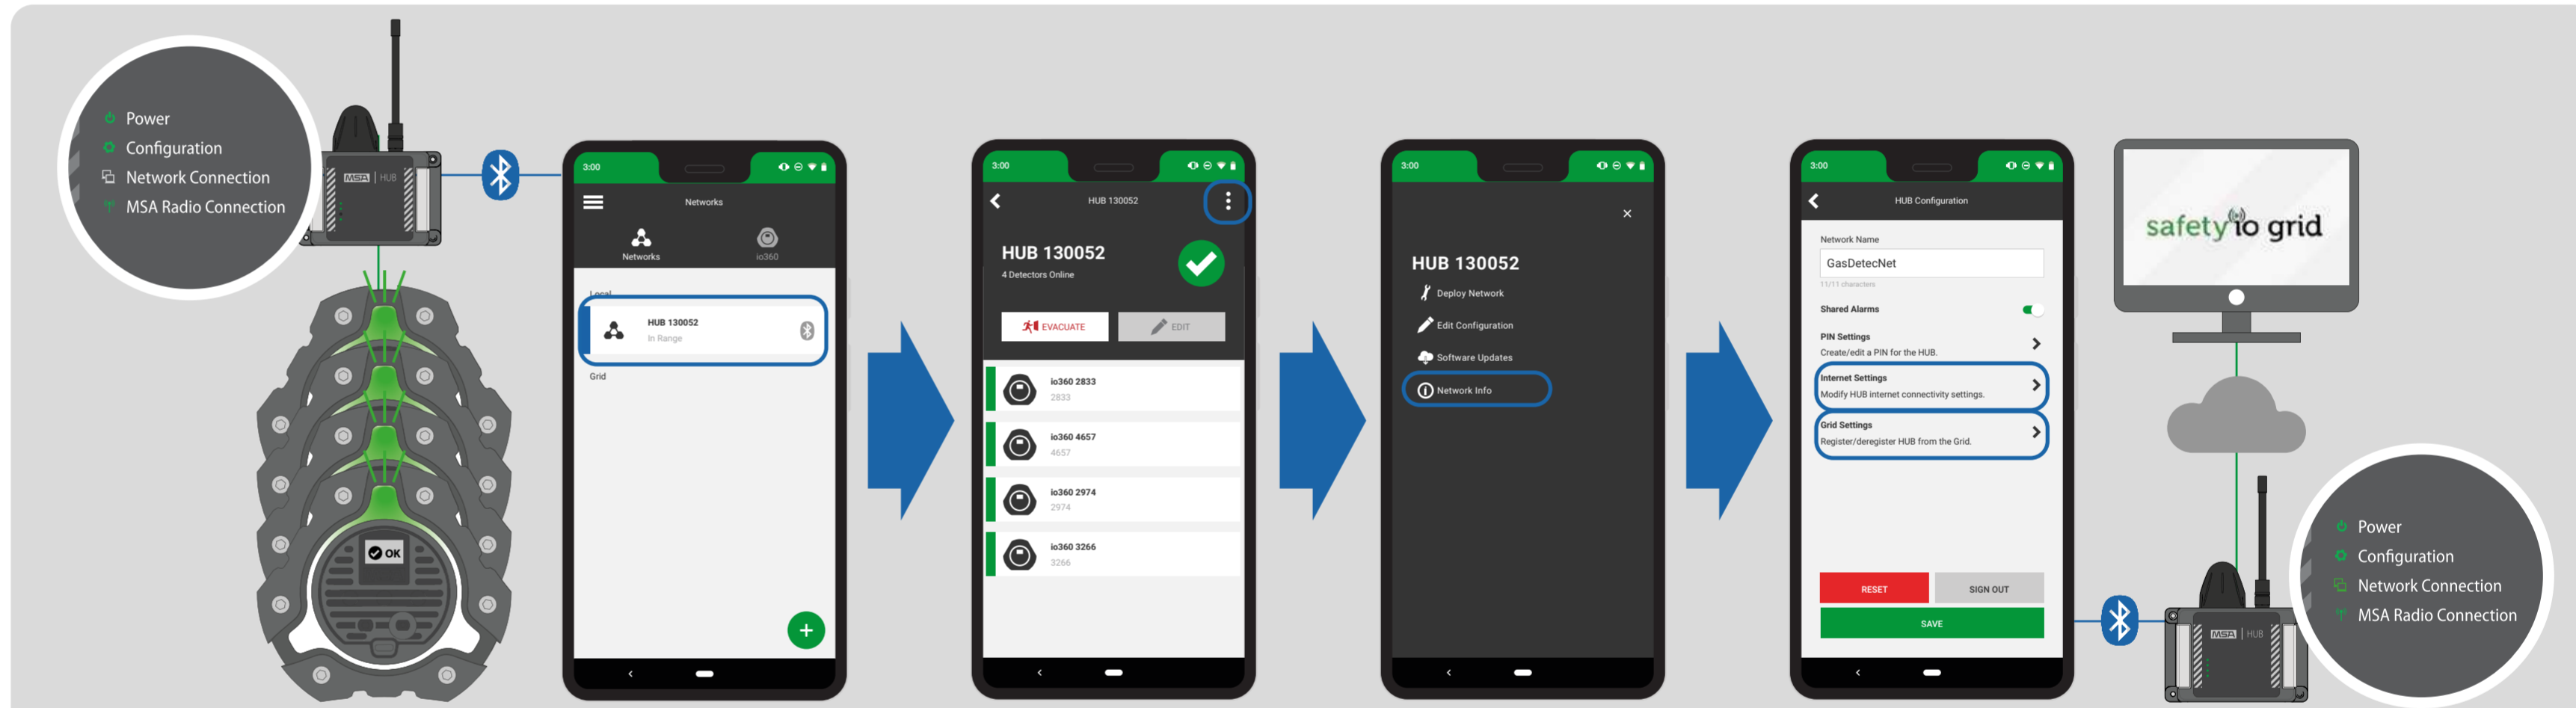 Power
Configuration
Network Connection
MSA Radio Connection
MSA | HUB
OK
3:00
Networks
Networks
io360
Local
HUB 130052
In Range
Grid
+
3:00
HUB 130052
HUB 130052
4 Detectors Online
EVACUATE
EDIT
io360 2833
2833
io360 4657
4657
io360 2974
2974
io360 3266
3266
3:00
HUB 130052
Deploy Network
Edit Configuration
Software Updates
Network Info
3:00
HUB Configuration
Network Name
GasDetecNet
11/11 characters
Shared Alarms
PIN Settings
Create/edit a PIN for the HUB.
Internet Settings
Modify HUB internet connectivity settings.
Grid Settings
Register/deregister HUB from the Grid.
RESET
SIGN OUT
SAVE
safety io grid
Power
Configuration
Network Connection
MSA Radio Connection
MSA | HUB